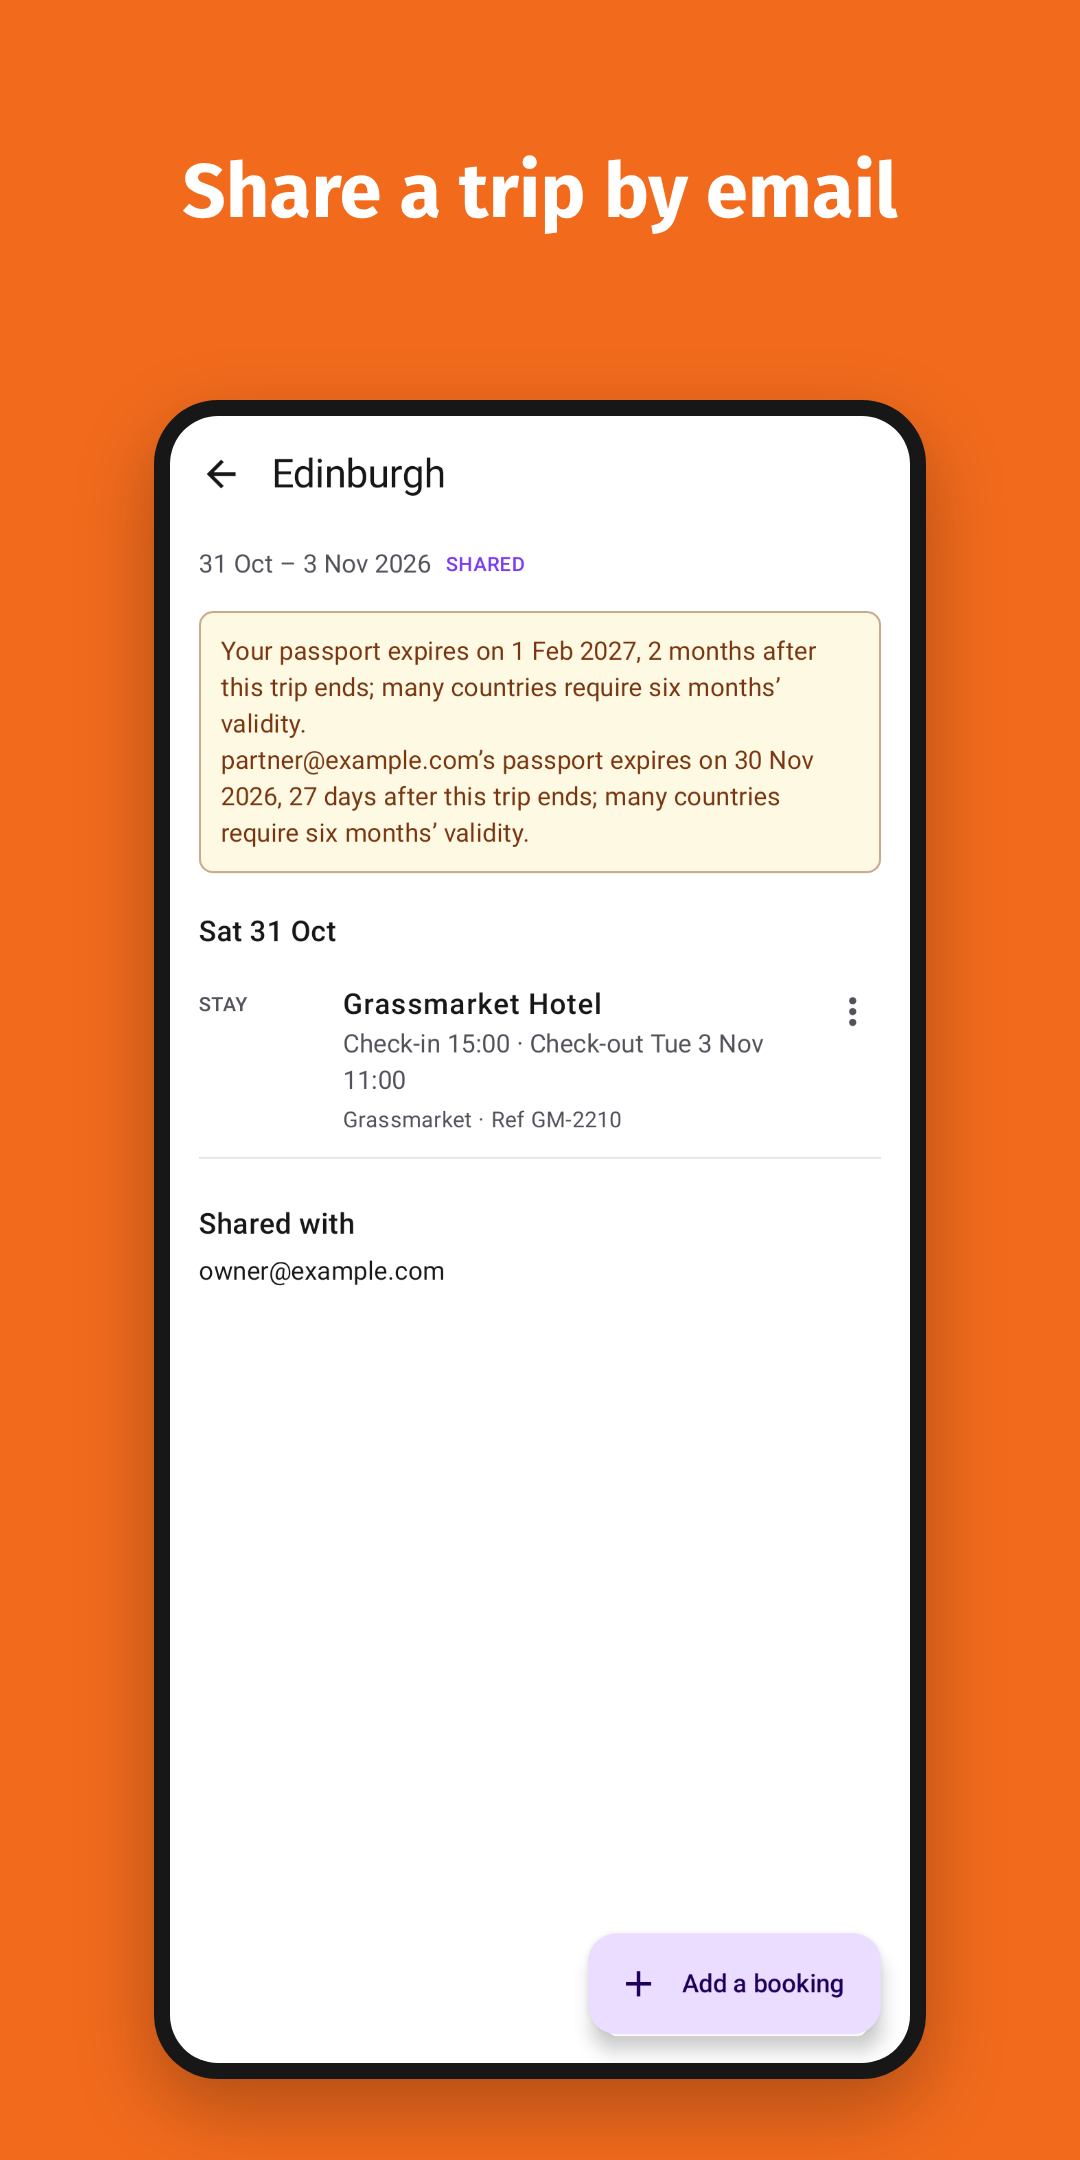 Share a trip by email
Edinburgh
31 Oct – 3 Nov 2026 SHARED
Your passport expires on 1 Feb 2027, 2 months after
this trip ends; many countries require six months’
validity.
partner@example.com’s passport expires on 30 Nov
2026, 27 days after this trip ends; many countries
require six months’ validity.
Sat 31 Oct
STAY Grassmarket Hotel
Check-in 15:00 · Check-out Tue 3 Nov
11:00
Grassmarket · Ref GM-2210
Shared with
owner@example.com
Add a booking